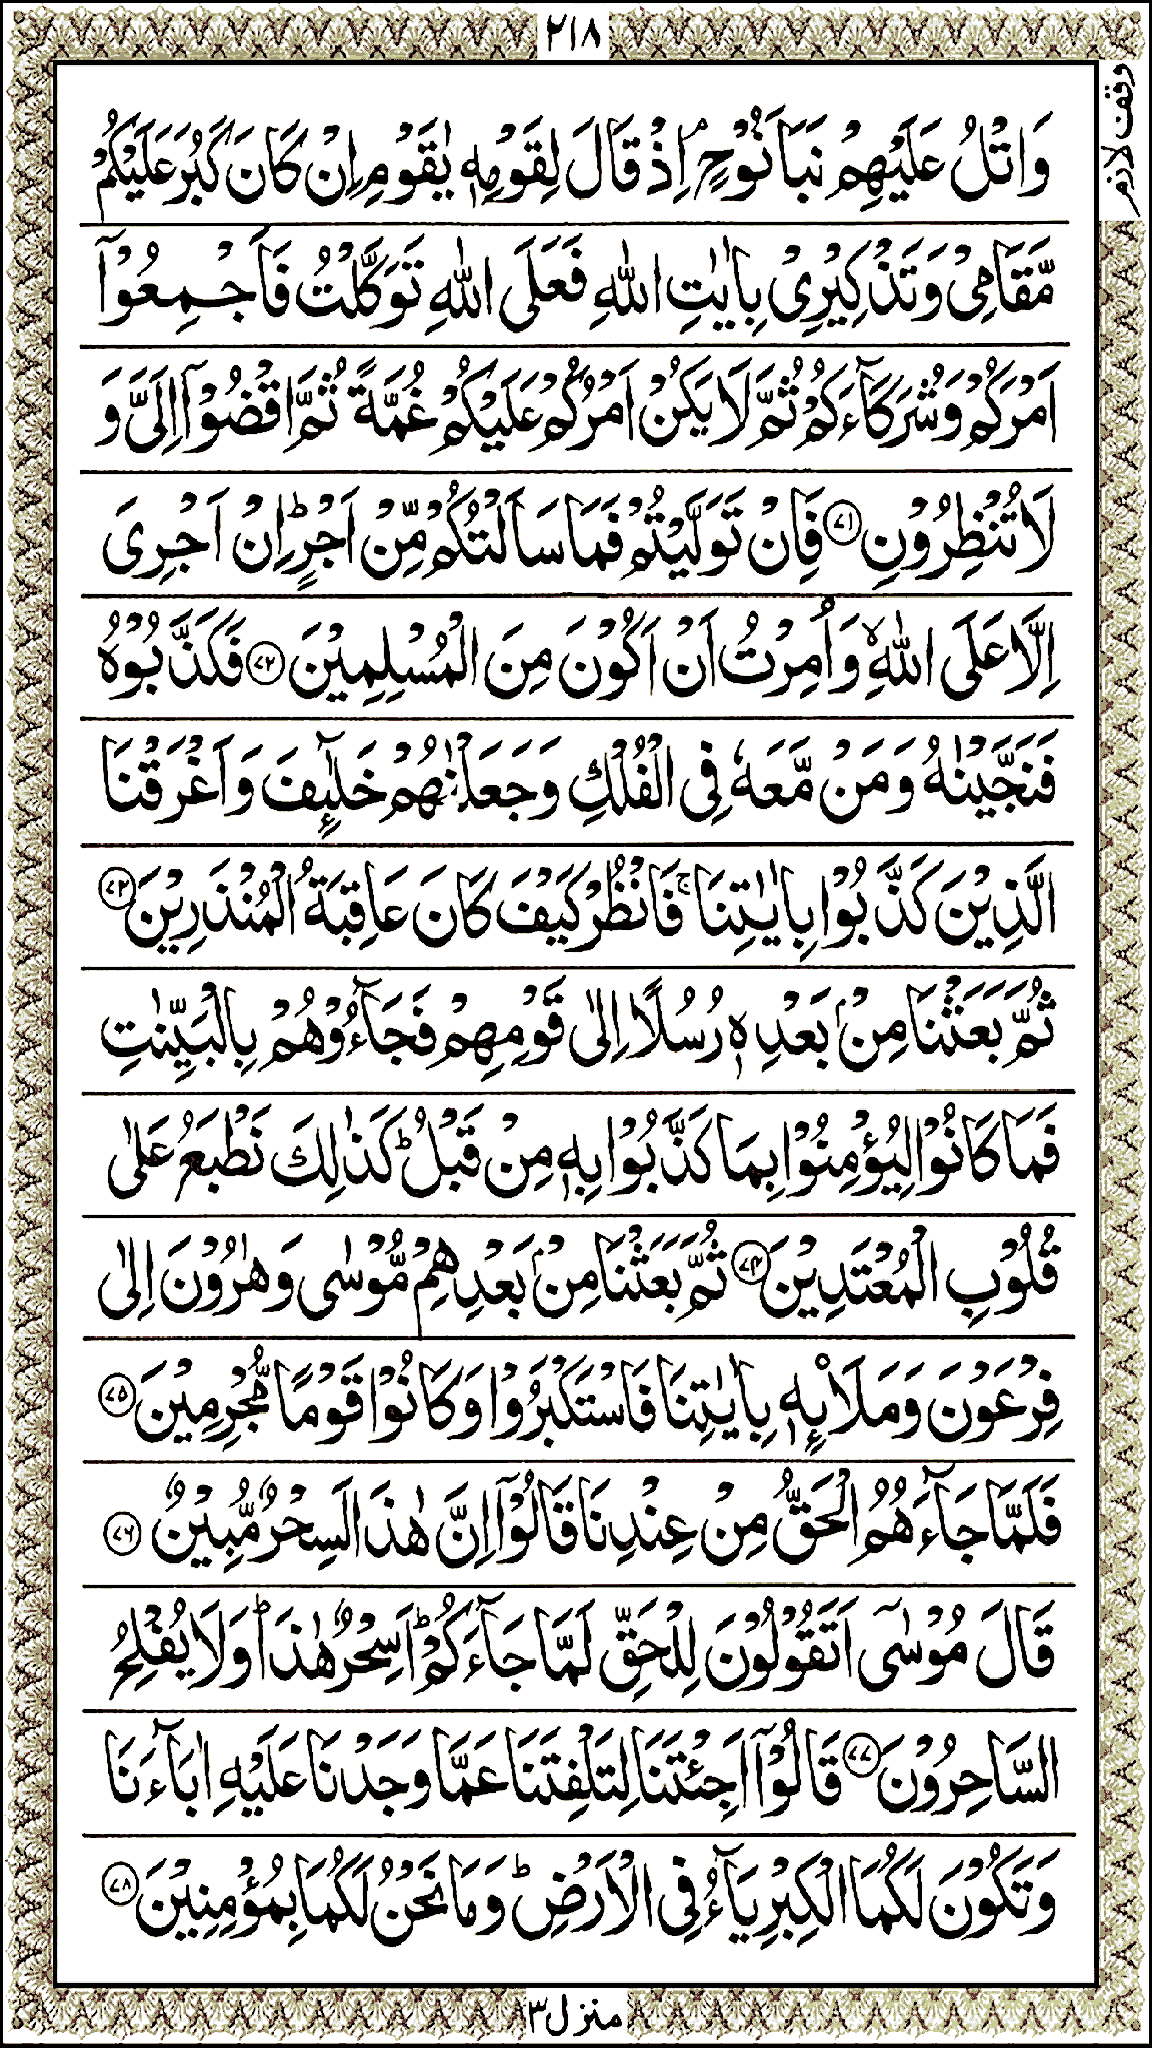 ٢١٨
وقف لازم
وَاتْلُ عَلَيْهِمْ نَبَاَ نُوْحٍ ۘ اِذْ قَالَ لِقَوْمِهٖ يٰقَوْمِ اِنْ كَانَ كَبُرَ عَلَيْكُمْ
مَّقَامِيْ وَتَذْكِيْرِيْ بِاٰيٰتِ اللّٰهِ فَعَلَى اللّٰهِ تَوَكَّلْتُ فَاَجْمِعُوْۤا
اَمْرَكُمْ وَشُرَكَآءَكُمْ ثُمَّ لَا يَكُنْ اَمْرُكُمْ عَلَيْكُمْ غُمَّةً ثُمَّ اقْضُوْۤا اِلَيَّ وَ
لَا تُنْظِرُوْنِ ٧١ فَاِنْ تَوَلَّيْتُمْ فَمَا سَاَلْتُكُمْ مِّنْ اَجْرٍ ؕ اِنْ اَجْرِيَ
اِلَّا عَلَى اللّٰهِ ۙ وَاُمِرْتُ اَنْ اَكُوْنَ مِنَ الْمُسْلِمِيْنَ ٧٢ فَكَذَّبُوْهُ
فَنَجَّيْنٰهُ وَمَنْ مَّعَهٗ فِي الْفُلْكِ وَجَعَلْنٰهُمْ خَلٰٓئِفَ وَاَغْرَقْنَا
الَّذِيْنَ كَذَّبُوْا بِاٰيٰتِنَا ۚ فَانْظُرْ كَيْفَ كَانَ عَاقِبَةُ الْمُنْذَرِيْنَ ٧٣
ثُمَّ بَعَثْنَا مِنْۢ بَعْدِهٖ رُسُلًا اِلٰى قَوْمِهِمْ فَجَآءُوْهُمْ بِالْبَيِّنٰتِ
فَمَا كَانُوْا لِيُؤْمِنُوْا بِمَا كَذَّبُوْا بِهٖ مِنْ قَبْلُ ؕ كَذٰلِكَ نَطْبَعُ عَلٰى
قُلُوْبِ الْمُعْتَدِيْنَ ٧٤ ثُمَّ بَعَثْنَا مِنْۢ بَعْدِهِمْ مُّوْسٰى وَهٰرُوْنَ اِلٰى
فِرْعَوْنَ وَمَلَا۟ئِهٖ بِاٰيٰتِنَا فَاسْتَكْبَرُوْا وَكَانُوْا قَوْمًا مُّجْرِمِيْنَ ٧٥
فَلَمَّا جَآءَهُمُ الْحَقُّ مِنْ عِنْدِنَا قَالُوْۤا اِنَّ هٰذَا لَسِحْرٌ مُّبِيْنٌ ٧٦
قَالَ مُوْسٰۤى اَتَقُوْلُوْنَ لِلْحَقِّ لَمَّا جَآءَكُمْ ؕ اَسِحْرٌ هٰذَا ؕ وَلَا يُفْلِحُ
السَّاحِرُوْنَ ٧٧ قَالُوْۤا اَجِئْتَنَا لِتَلْفِتَنَا عَمَّا وَجَدْنَا عَلَيْهِ اٰبَآءَنَا
وَتَكُوْنَ لَكُمَا الْكِبْرِيَآءُ فِي الْاَرْضِ ؕ وَمَا نَحْنُ لَكُمَا بِمُؤْمِنِيْنَ ٧٨
منزل ٣